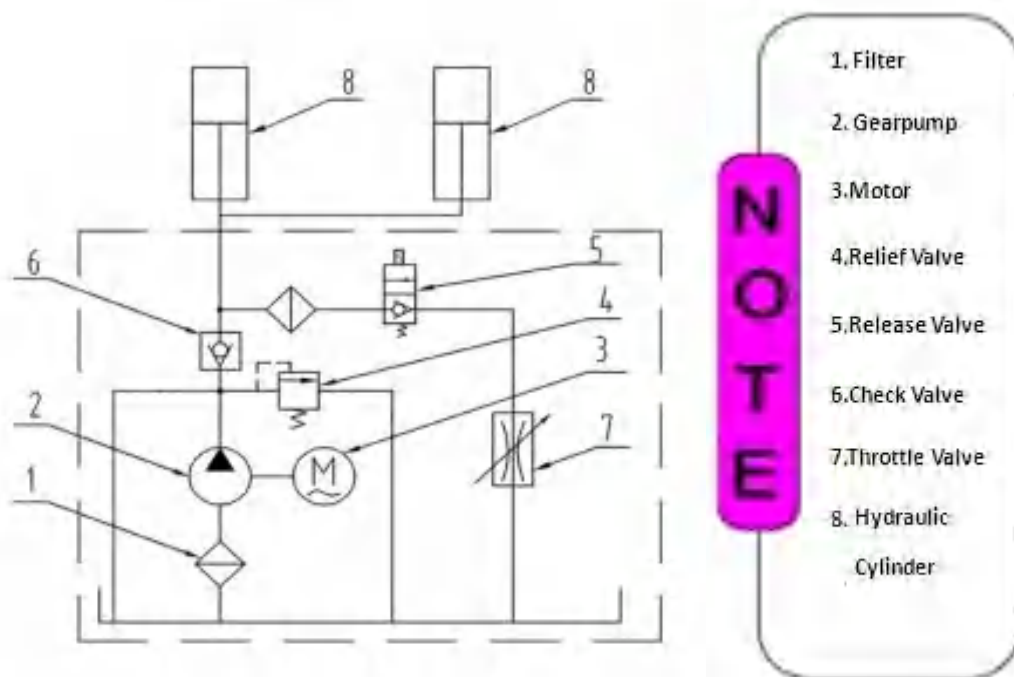 8
8
6
5
4
3
2
M
7
1
NOTE
1. Filter
2. Gearpump
3.Motor
4.Relief Valve
5.Release Valve
6.Check Valve
7.Throttle Valve
8. Hydraulic
Cylinder